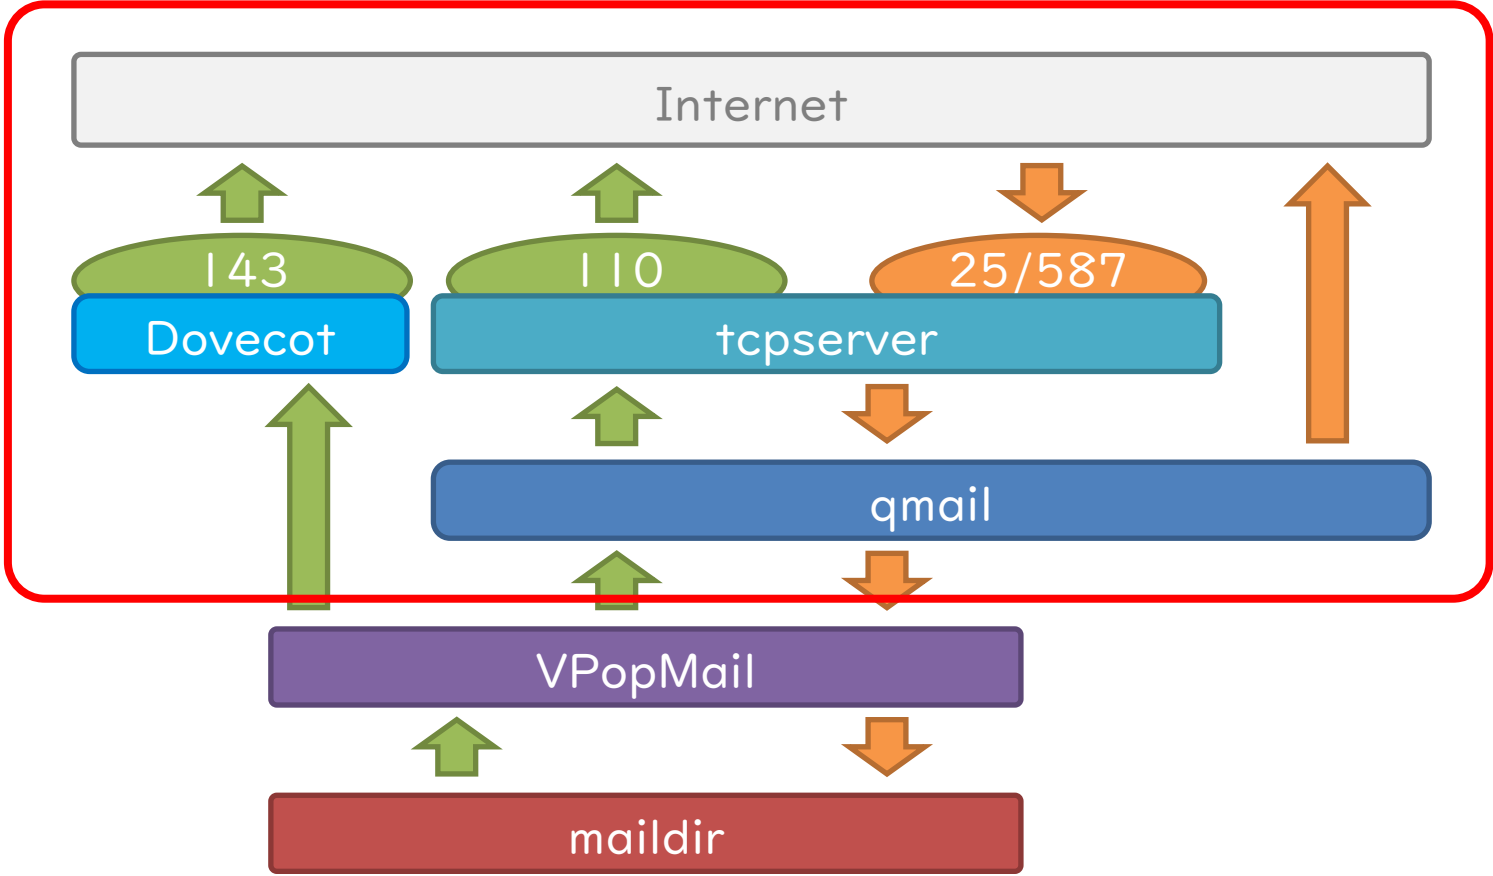 Internet
143
110
25/587
Dovecot
tcpserver
qmail
VPopMail
maildir